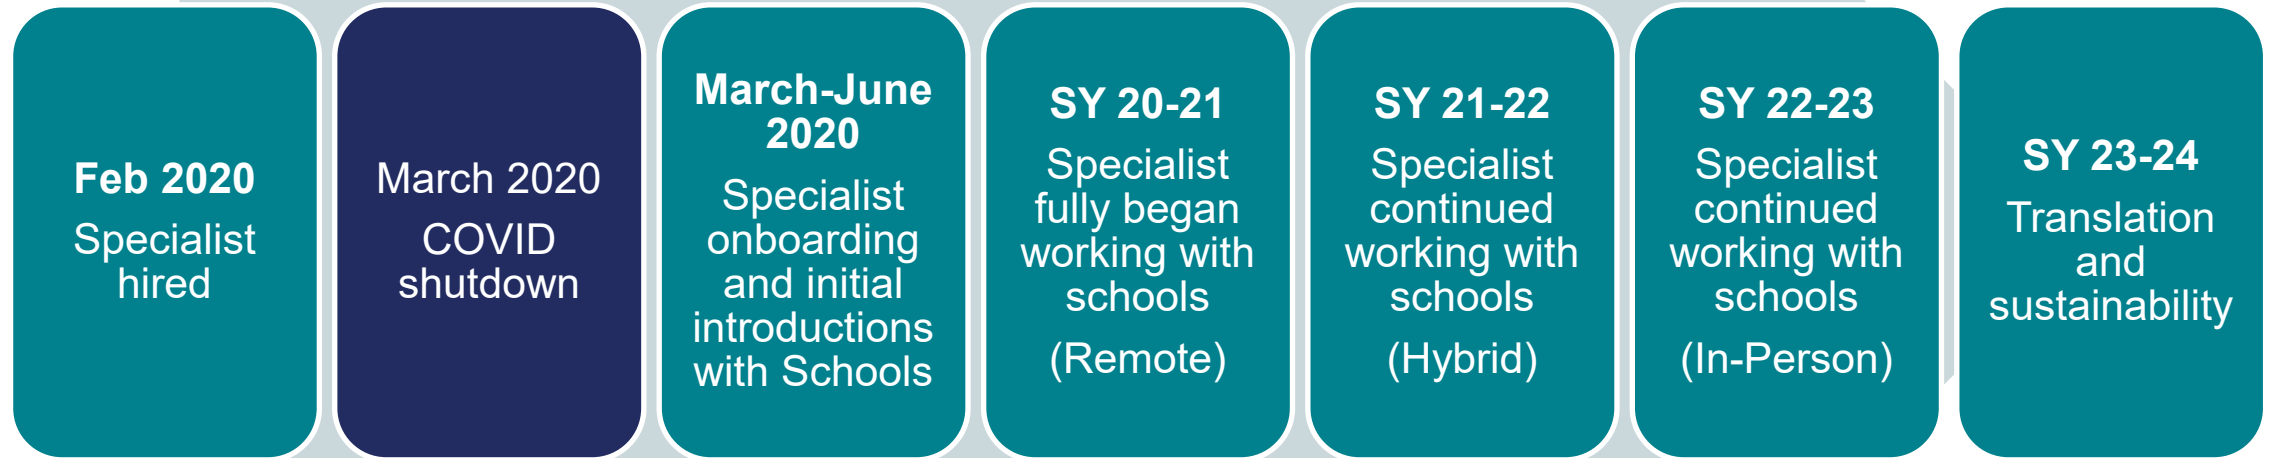 Feb 2020
Specialist
hired
March 2020
COVID
shutdown
March-June
2020
Specialist
onboarding
and initial
introductions
with Schools
SY 20-21
Specialist
fully began
working with
schools
(Remote)
SY 21-22
Specialist
continued
working with
schools
(Hybrid)
SY 22-23
Specialist
continued
working with
schools
(In-Person)
SY 23-24
Translation
and
sustainability